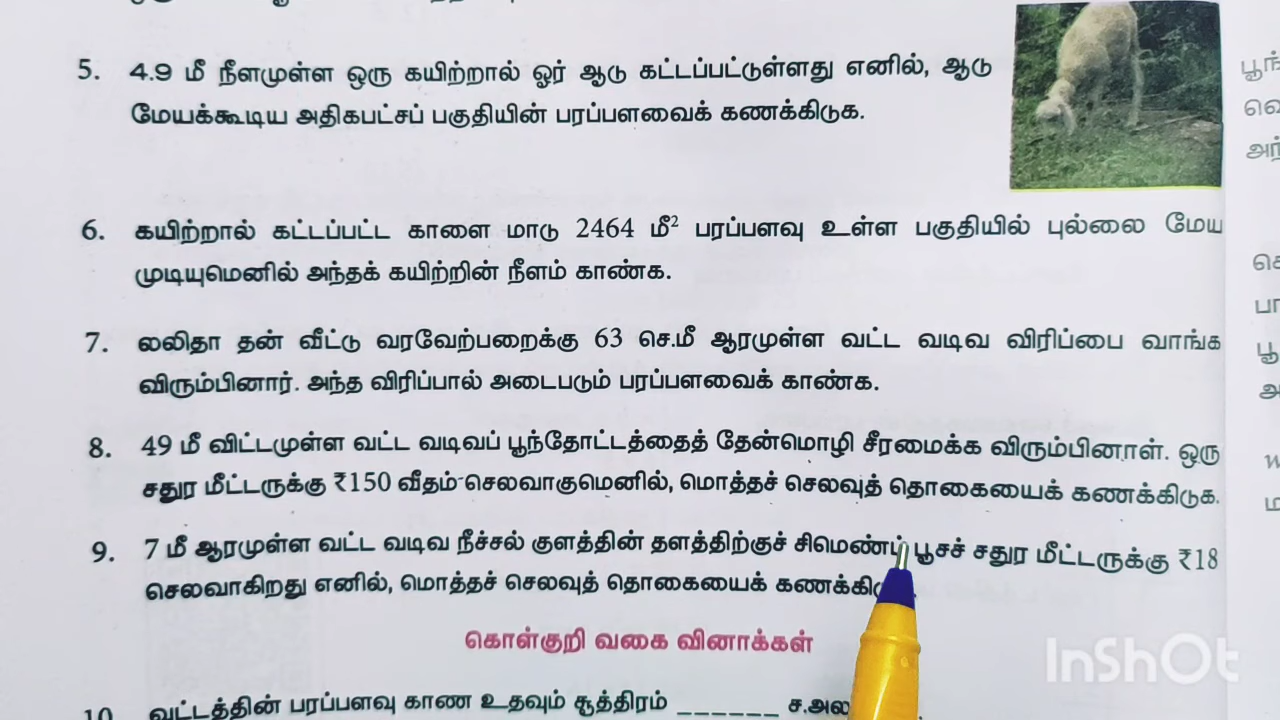 5. 4.9 மீ நீளமுள்ள ஒரு கயிற்றால் ஓர் ஆடு கட்டப்பட்டுள்ளது எனில், ஆடு
மேயக்கூடிய அதிகபட்சப் பகுதியின் பரப்பளவைக் கணக்கிடுக.
6. கயிற்றால் கட்டப்பட்ட காளை மாடு 2464 மீ² பரப்பளவு உள்ள பகுதியில் புல்லை மேய
முடியுமெனில் அந்தக் கயிற்றின் நீளம் காண்க.
7. லலிதா தன் வீட்டு வரவேற்பறைக்கு 63 செ.மீ ஆரமுள்ள வட்ட வடிவ விரிப்பை வாங்க
விரும்பினார். அந்த விரிப்பால் அடைபடும் பரப்பளவைக் காண்க.
8. 49 மீ விட்டமுள்ள வட்ட வடிவப் பூந்தோட்டத்தைத் தேன்மொழி சீரமைக்க விரும்பினாள். ஒரு
சதுர மீட்டருக்கு ₹150 வீதம் செலவாகுமெனில், மொத்தச் செலவுத் தொகையைக் கணக்கிடுக.
9. 7 மீ ஆரமுள்ள வட்ட வடிவ நீச்சல் குளத்தின் தளத்திற்குச் சிமெண்ட் பூசச் சதுர மீட்டருக்கு ₹18
செலவாகிறது எனில், மொத்தச் செலவுத் தொகையைக்
கொள்குறி வகை வினாக்கள்
10. வட்டத்தின் பரப்பளவு காண உதவும் சூத்திரம் ______
InShOt